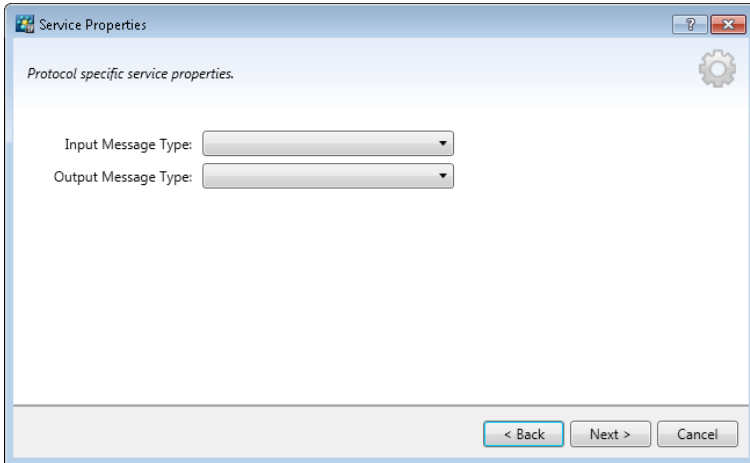 Service Properties
?
Protocol specific service properties.
Input Message Type:
Output Message Type:
< Back Next > Cancel